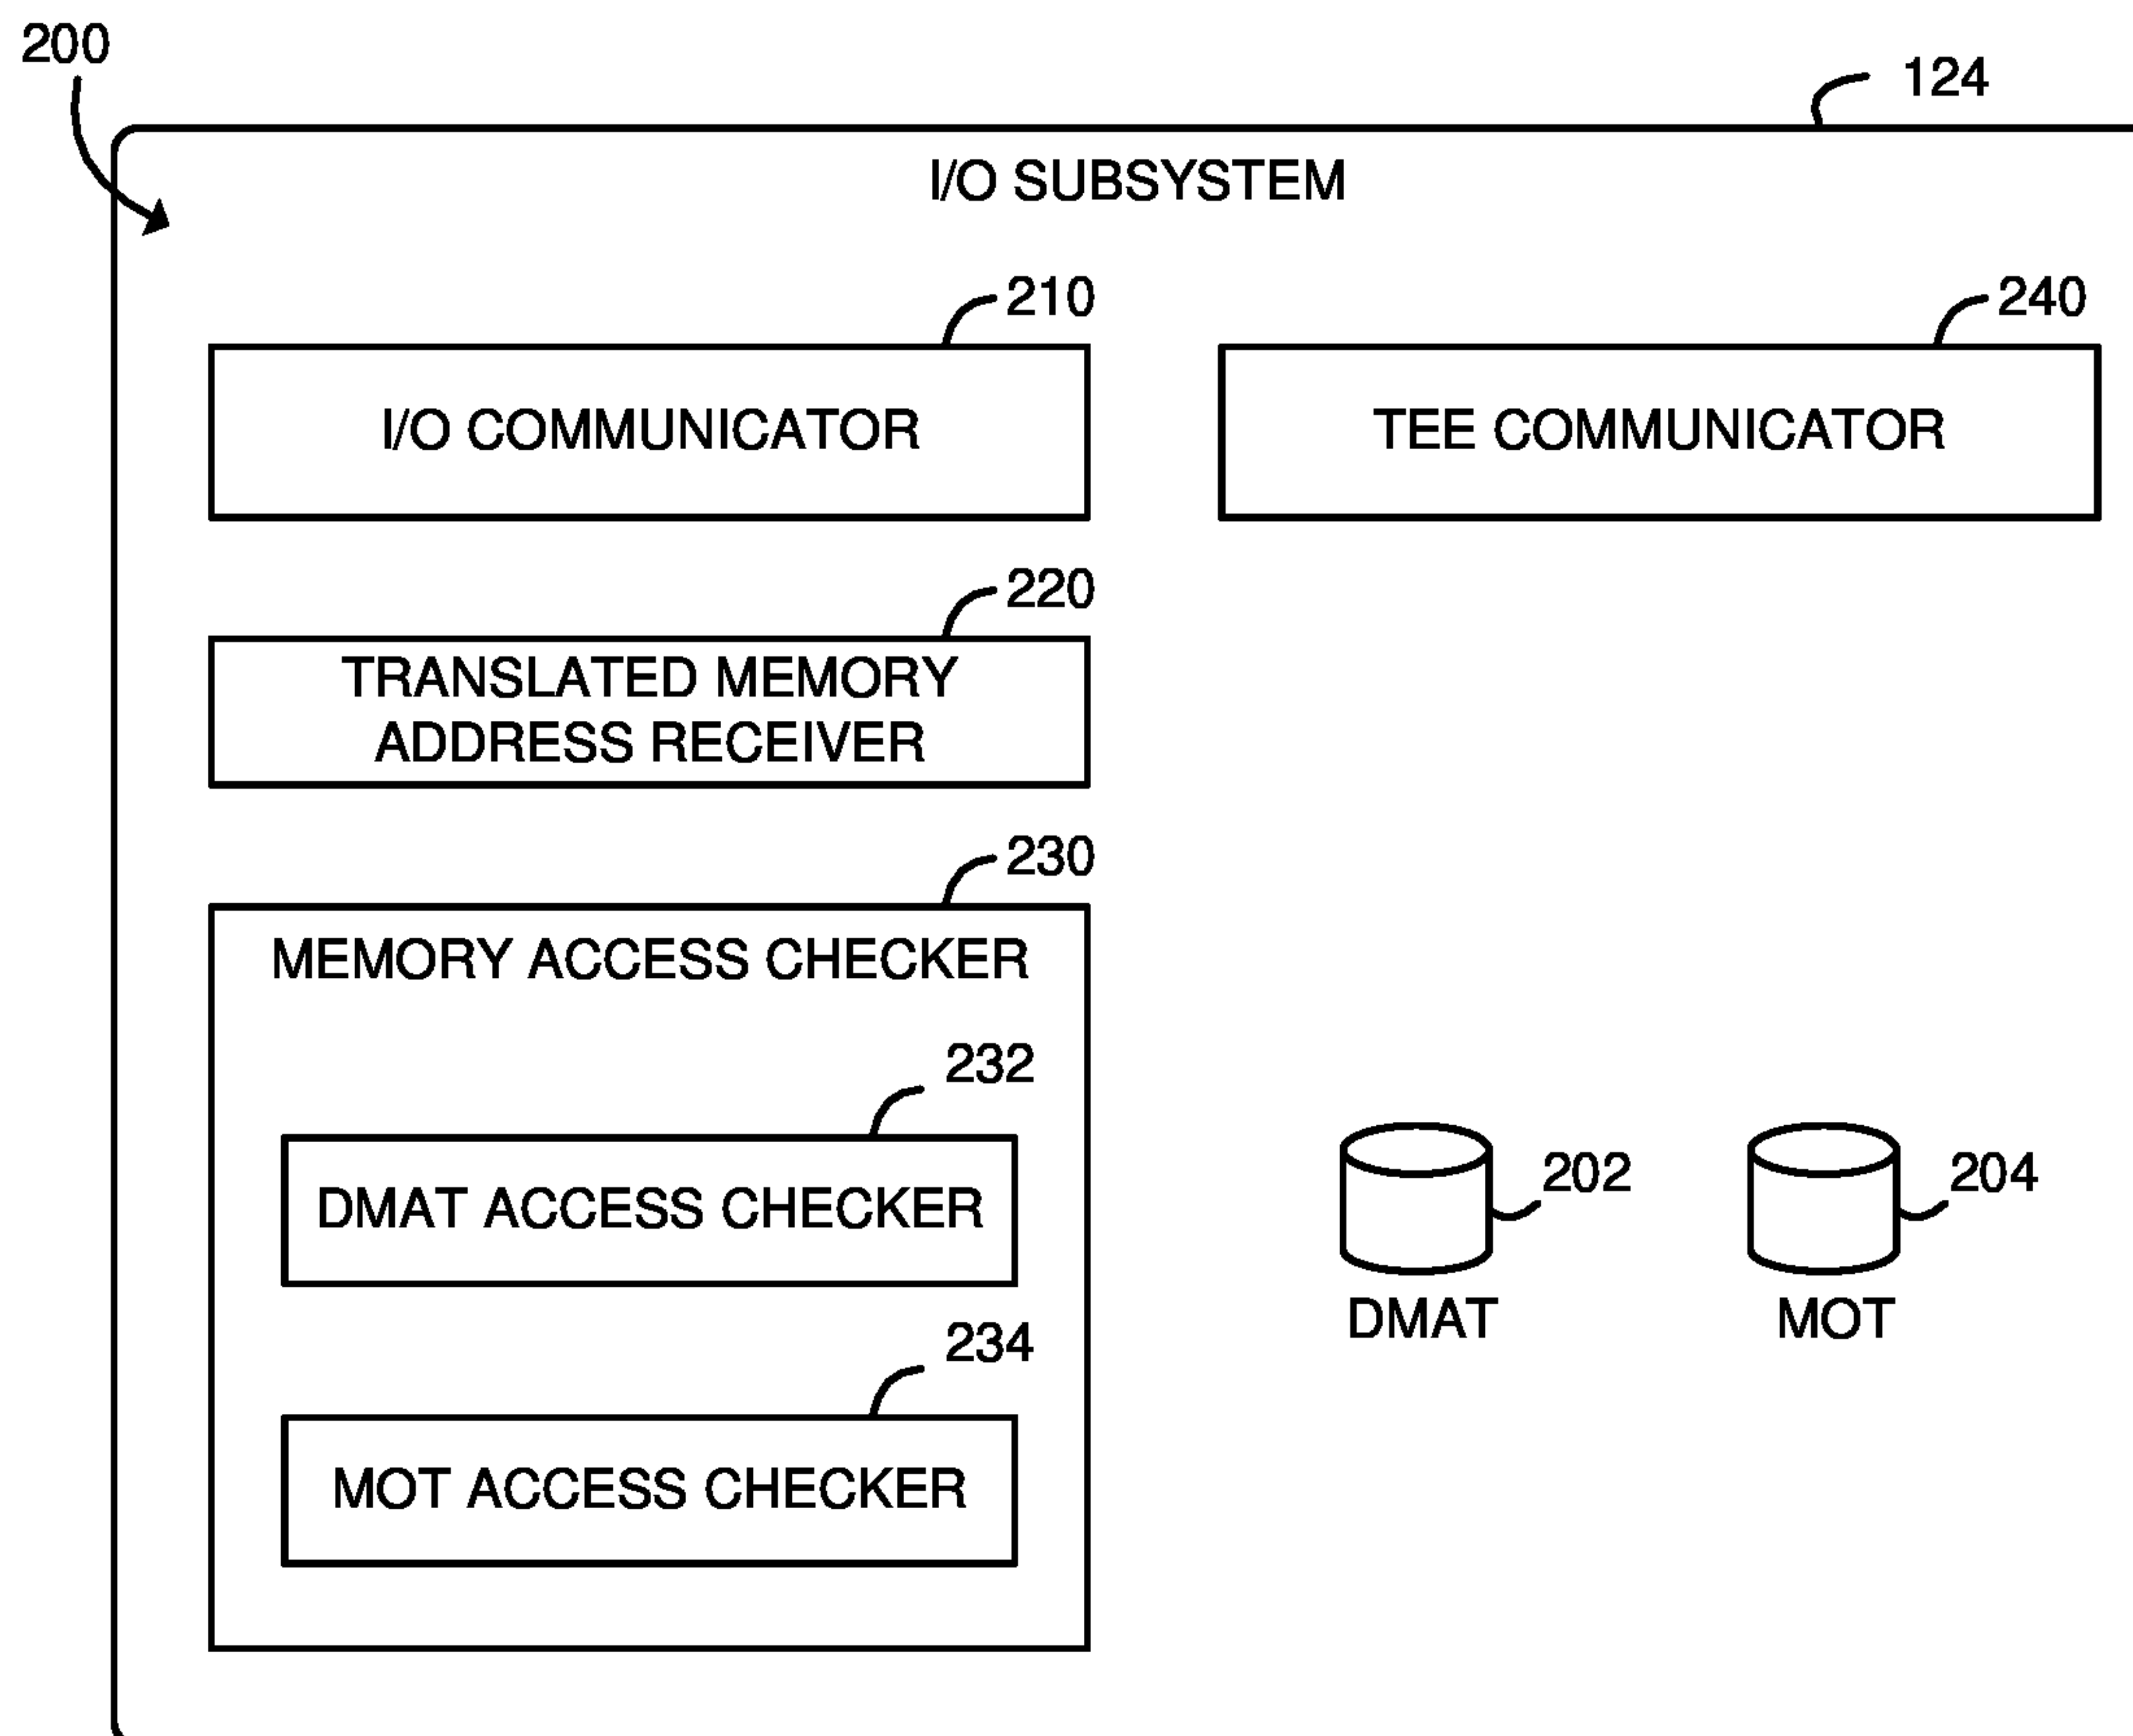 200
124
I/O SUBSYSTEM
210
240
I/O COMMUNICATOR
TEE COMMUNICATOR
220
TRANSLATED MEMORY
ADDRESS RECEIVER
230
MEMORY ACCESS CHECKER
232
DMAT ACCESS CHECKER
202
204
DMAT
MOT
234
MOT ACCESS CHECKER